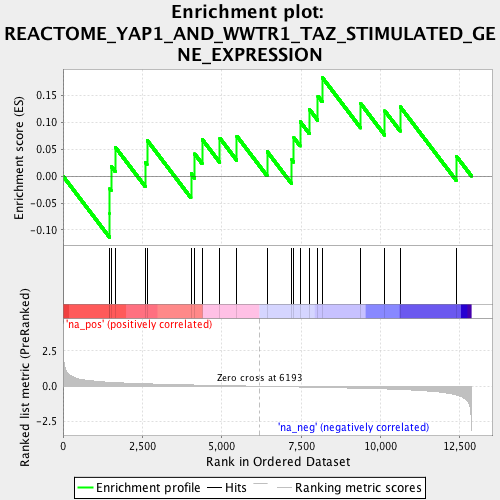 Enrichment plot:
REACTOME_YAP1_AND_WWTR1_TAZ_STIMULATED_GE
NE_EXPRESSION
Enrichment score (ES)
0.15
0.10
0.05
0.00
-0.05
-0.10
'na_pos' (positively correlated)
Ranked list metric (PreRanked)
2.5
0.0
-2.5
Zero cross at 6193
'na_neg' (negatively correlated)
0
2,500
5,000
7,500
10,000
12,500
Rank in Ordered Dataset
Enrichment profile
Hits
Ranking metric scores